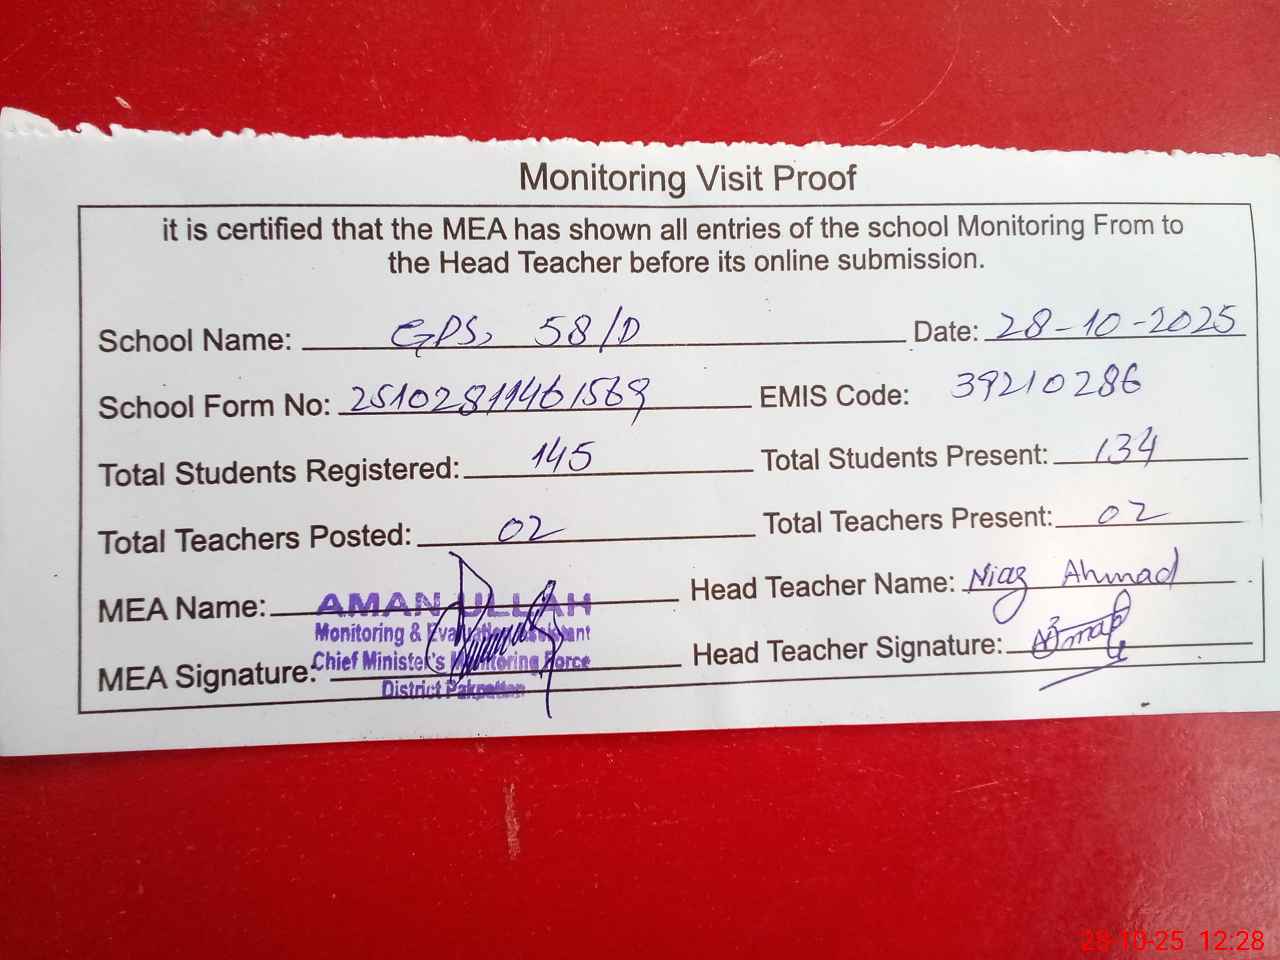 Monitoring Visit Proof
it is certified that the MEA has shown all entries of the school Monitoring From to
the Head Teacher before its online submission.
School Name: GPS, 58/D Date: 28-10-2025
School Form No: 25102811461569 EMIS Code: 39210286
Total Students Registered: 145 Total Students Present: 134
Total Teachers Posted: 02 Total Teachers Present: 02
MEA Name: AMAN ULLAH Head Teacher Name: Niaz Ahmad
Monitoring & Evaluation Assistant
MEA Signature: Chief Minister's Monitoring Force Head Teacher Signature:
District Pakpattan
28-10-25 12:28